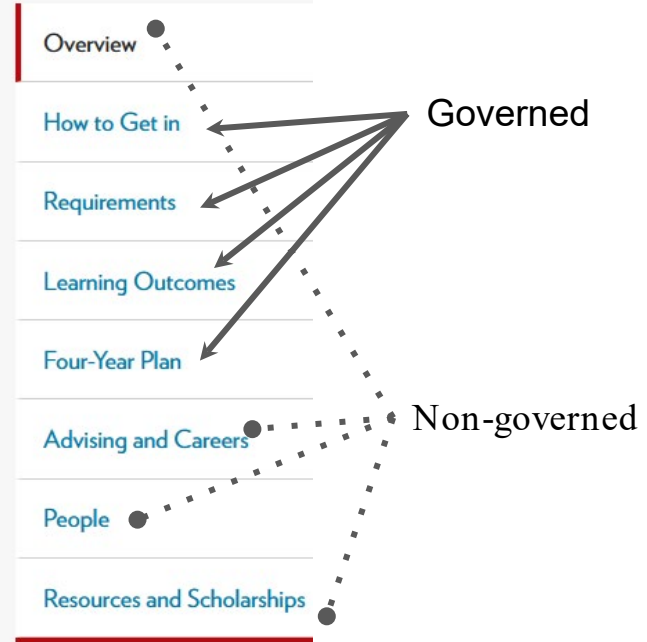 Overview
How to Get in
Governed
Requirements
Learning Outcomes
Four-Year Plan
Non-governed
Advising and Careers
People
Resources and Scholarships